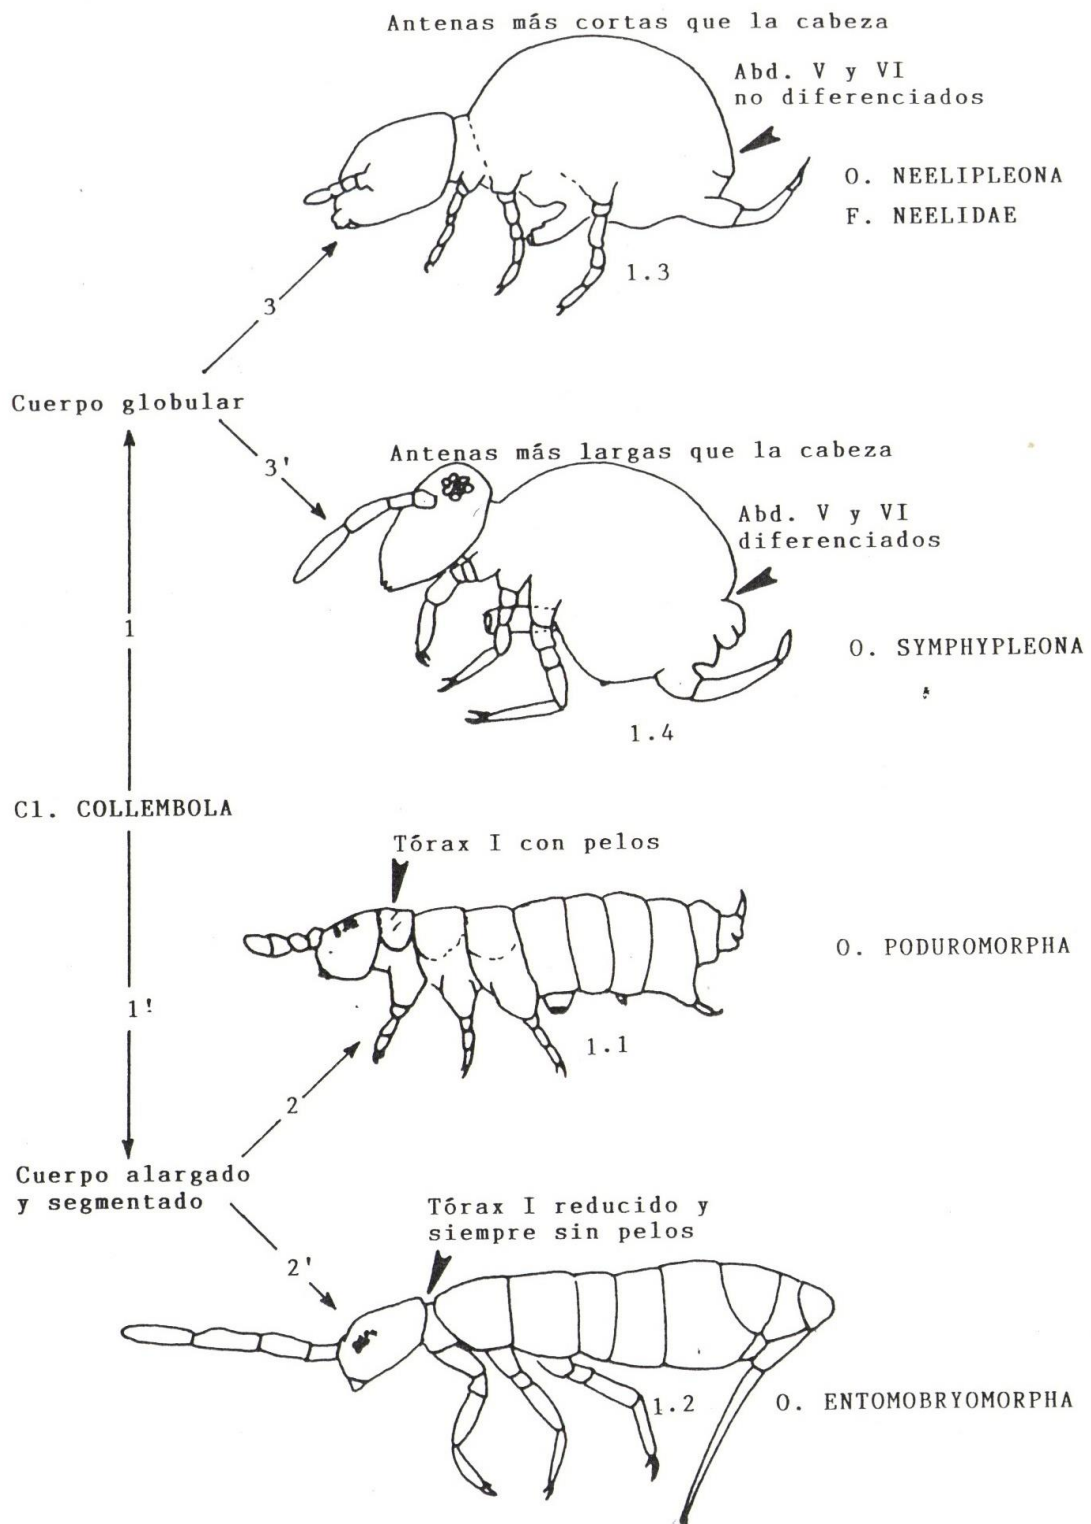 Antenas más cortas que la cabeza
Abd. V y VI
no diferenciados
O. NEELIPLEONA
F. NEELIDAE
1.3
3
Cuerpo globular
3'
Antenas más largas que la cabeza
Abd. V y VI
diferenciados
1
O. SYMPHYPLEONA
1.4
Cl. COLLEMBOLA
Tórax I con pelos
O. PODUROMORPHA
1'
1.1
2
Cuerpo alargado
y segmentado
Tórax I reducido y
siempre sin pelos
2'
1.2
O. ENTOMOBRYOMORPHA